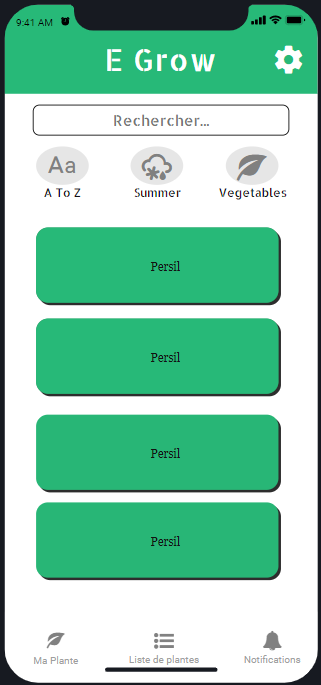 9:41 AM
E Grow
Rechercher...
Aa
A To Z
Summer
Vegetables
Persil
Persil
Persil
Persil
Ma Plante
Liste de plantes
Notifications